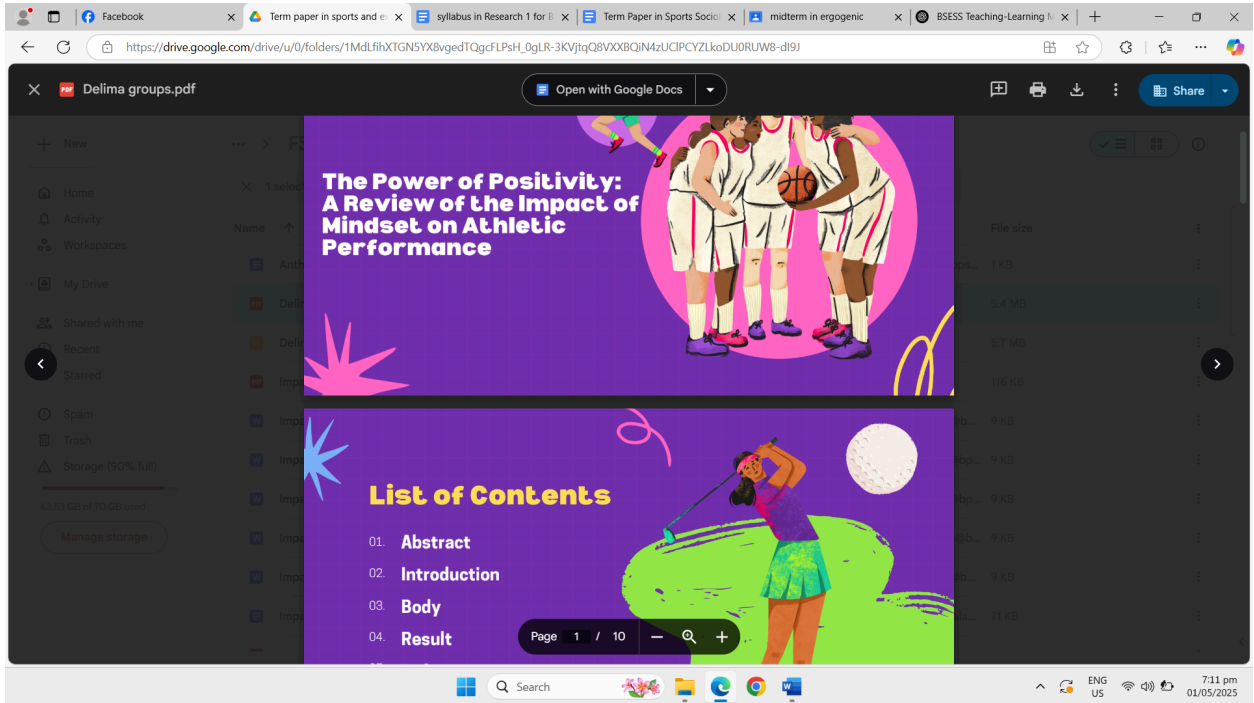 Facebook
Term paper in sports and e
syllabus in Research 1 for B
Term Paper in Sports Sociol
midterm in ergogenic
BSESS Teaching-Learning M
https://drive.google.com/drive/u/0/folders/1MdLfihXTGN5YX8vgedTQgcFLPsH_0gLR-3KVjtqQ8VXXBQiN4zUClPCYZLkoDU0RUW8-dI9J
PDF Delima groups.pdf
Open with Google Docs
Share
New
Home
Activity
Workspaces
My Drive
Shared with me
Recent
Starred
Spam
Trash
Storage (90% full)
Manage storage
1 selec
Name
File size
1 KB
5.4 MB
5.7 MB
116 KB
9 KB
9 KB
9 KB
9 KB
9 KB
71 KB
The Power of Positivity:
A Review of the Impact of
Mindset on Athletic
Performance
List of Contents
01. Abstract
02. Introduction
03. Body
04. Result
Page 1 / 10
Search
ENG
US
7:11 pm
01/05/2025